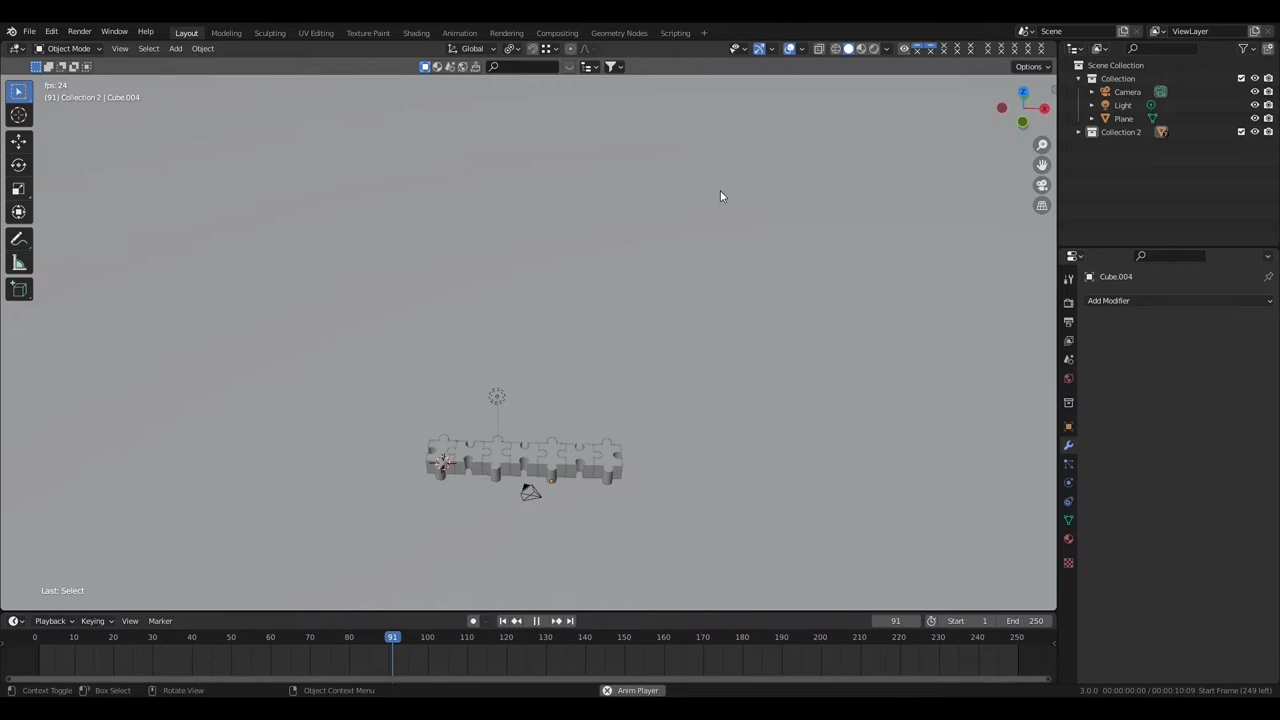 File Edit Render Window Help Layout Modeling Sculpting UV Editing Texture Paint Shading Animation Rendering Compositing Geometry Nodes Scripting + Scene ViewLayer
Object Mode View Select Add Object Global
Options
fps: 24
(91) Collection 2 | Cube.004
Z
X
Scene Collection
Collection
Camera
Light
Plane
Collection 2
Cube.004
Add Modifier
Last: Select
Playback Keying View Marker 91 Start 1 End 250
0 10 20 30 40 50 60 70 80 91 100 110 120 130 140 150 160 170 180 190 200 210 220 230 240 250
Context Toggle Box Select Rotate View Object Context Menu Anim Player 3.0.0 00:00:00:00 / 00:00:10:09 Start Frame (249 left)